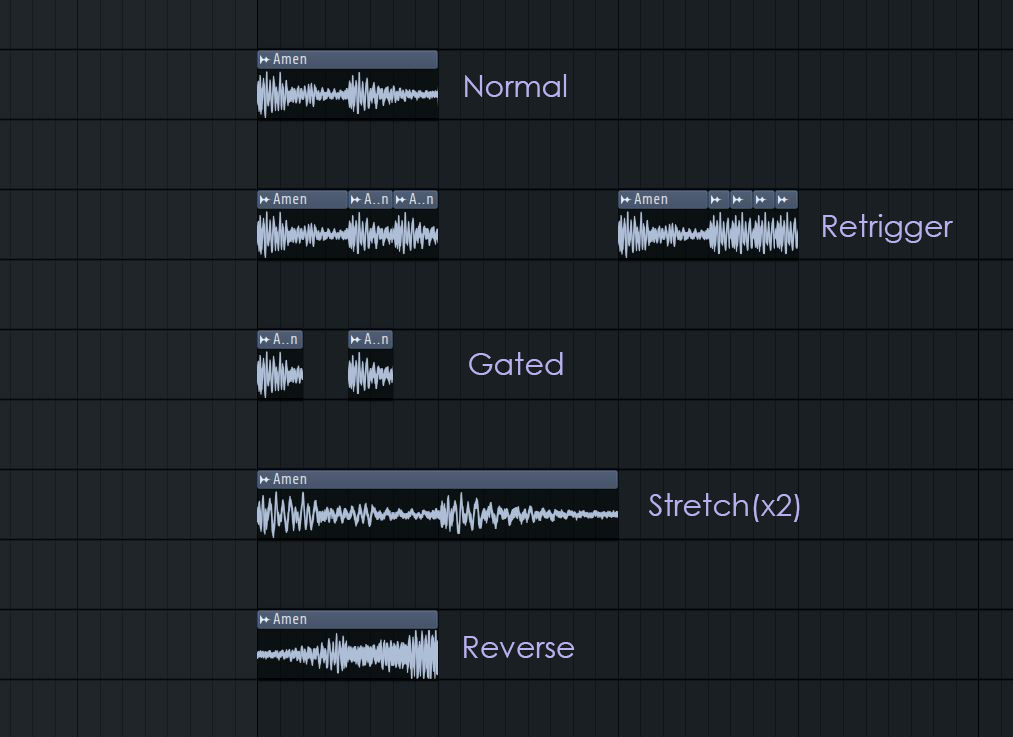 Amen
Normal
Amen A..n A..n
Amen
Retrigger
A..n A..n
Gated
Amen
Stretch(x2)
Amen
Reverse